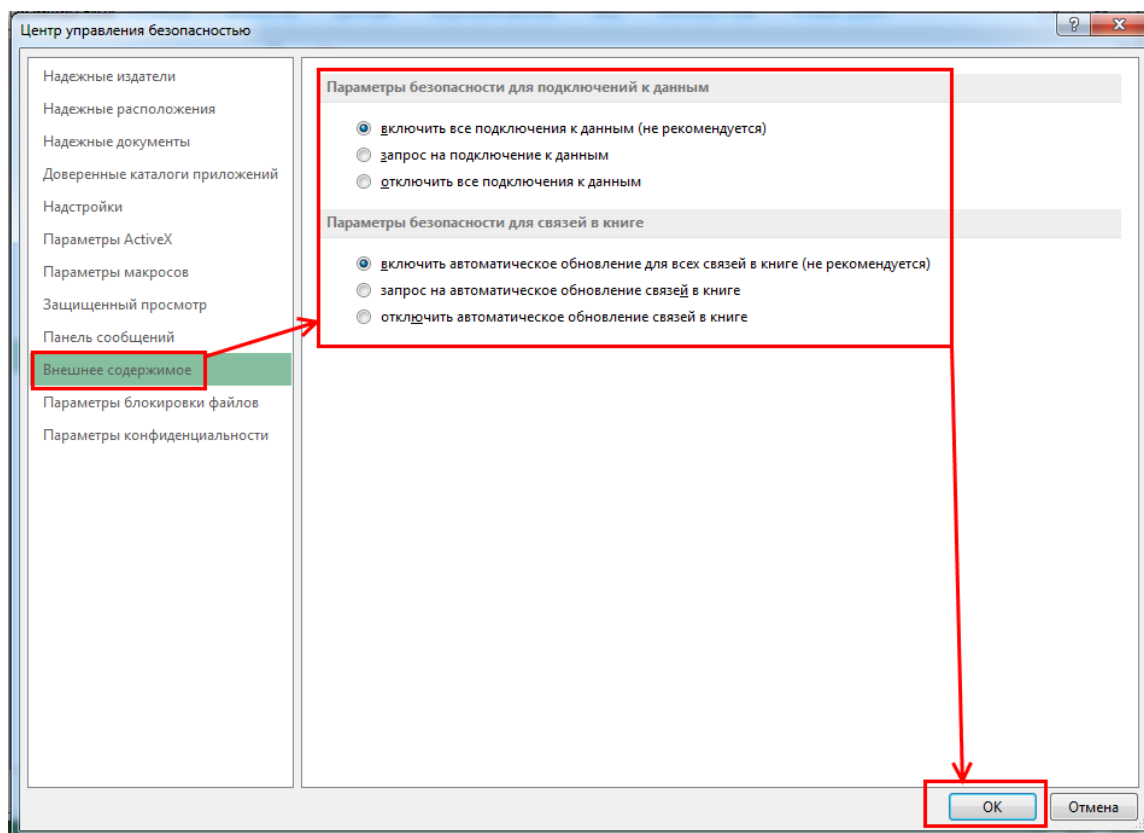 Центр управления безопасностью
Надежные издатели
Надежные расположения
Надежные документы
Доверенные каталоги приложений
Надстройки
Параметры ActiveX
Параметры макросов
Защищенный просмотр
Панель сообщений
Внешнее содержимое
Параметры блокировки файлов
Параметры конфиденциальности
Параметры безопасности для подключений к данным
включить все подключения к данным (не рекомендуется)
запрос на подключение к данным
отключить все подключения к данным
Параметры безопасности для связей в книге
включить автоматическое обновление для всех связей в книге (не рекомендуется)
запрос на автоматическое обновление связей в книге
отключить автоматическое обновление связей в книге
ОК
Отмена